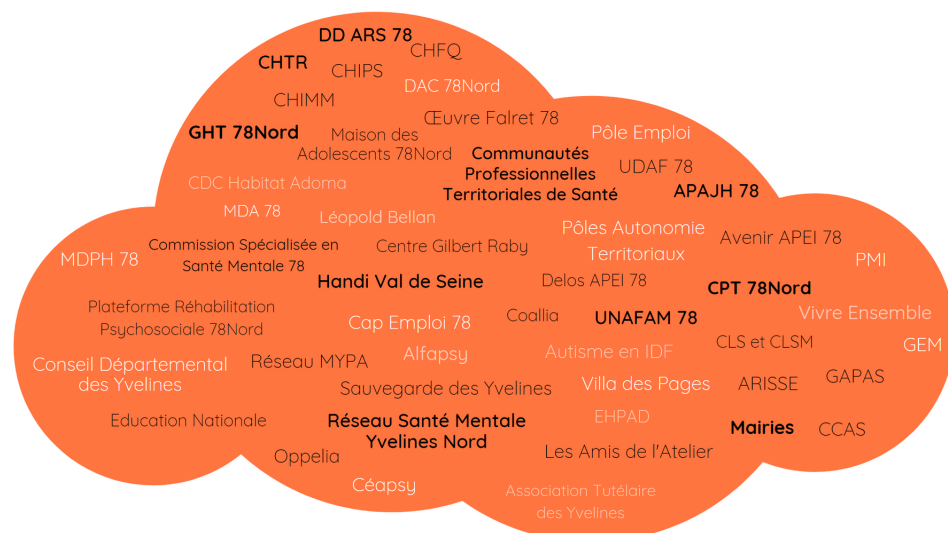 DD ARS 78
CHFQ
CHTR
CHIPS
DAC 78Nord
CHIMM
Œuvre Falret 78
GHT 78Nord
Maison des
Adolescents 78Nord
Pôle Emploi
Communautés
Professionnelles
Territoriales de Santé
UDAF 78
CDC Habitat Adoma
APAJH 78
MDA 78
Léopold Bellan
Pôles Autonomie
Territoriaux
Avenir APEI 78
Commission Spécialisée en
Santé Mentale 78
Centre Gilbert Raby
MDPH 78
PMI
Handi Val de Seine
Delos APEI 78
CPT 78Nord
Plateforme Réhabilitation
Psychosociale 78Nord
Coallia
UNAFAM 78
Vivre Ensemble
Cap Emploi 78
CLS et CLSM
GEM
Conseil Départemental
des Yvelines
Réseau MYPA
Alfapsy
Autisme en IDF
Sauvegarde des Yvelines
Villa des Pages
ARISSE
GAPAS
Education Nationale
Réseau Santé Mentale
Yvelines Nord
EHPAD
Mairies
CCAS
Oppelia
Les Amis de l'Atelier
Céapsy
Association Tutélaire
des Yvelines